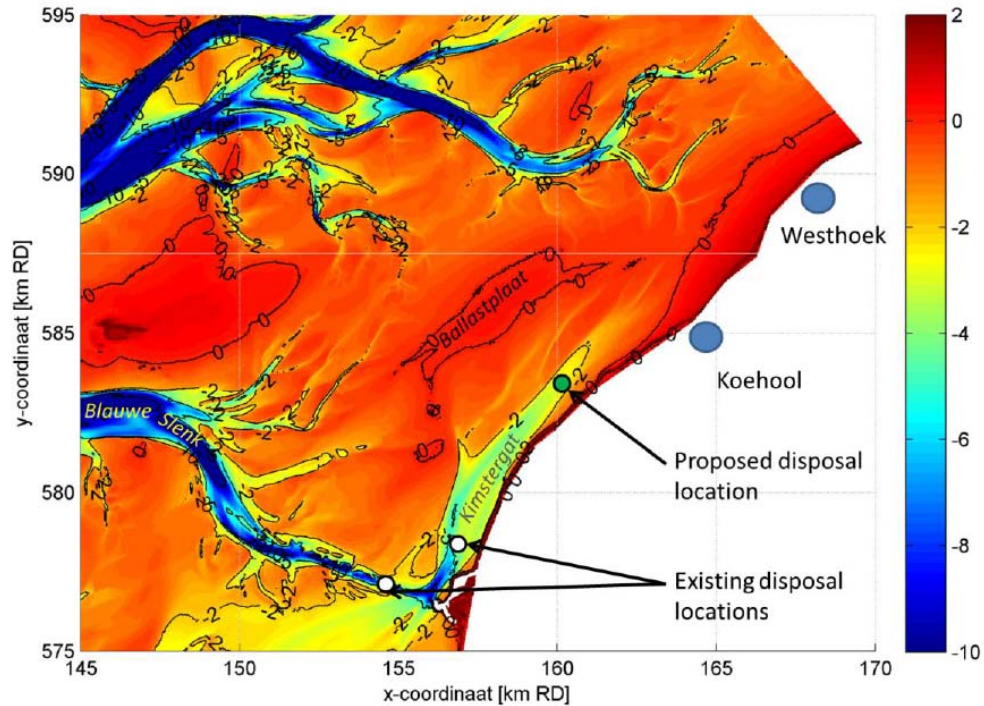 595
590
585
580
575
y-coordinaat [km RD]
145
150
155
160
165
170
x-coordinaat [km RD]
2
0
-2
-4
-6
-8
-10
Westhoek
Ballastplaat
Koehool
Blauwe Slenk
Kimstergaat
Proposed disposal
location
Existing disposal
locations